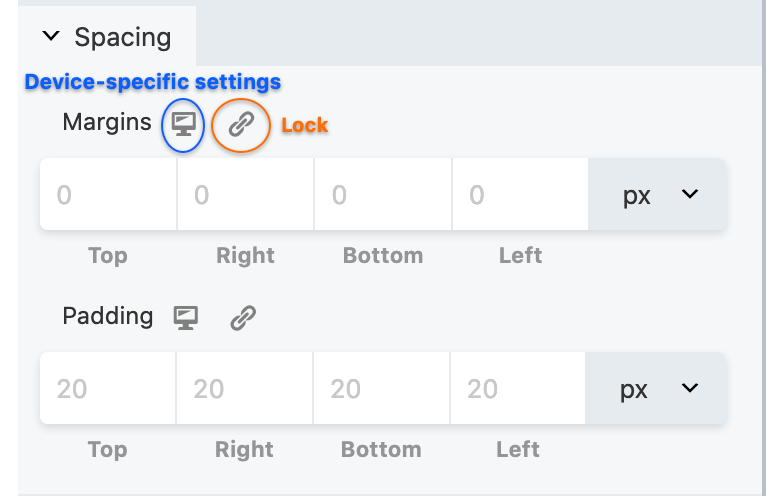 Spacing
Device-specific settings
Margins Lock
0 0 0 0 px
Top Right Bottom Left
Padding
20 20 20 20 px
Top Right Bottom Left